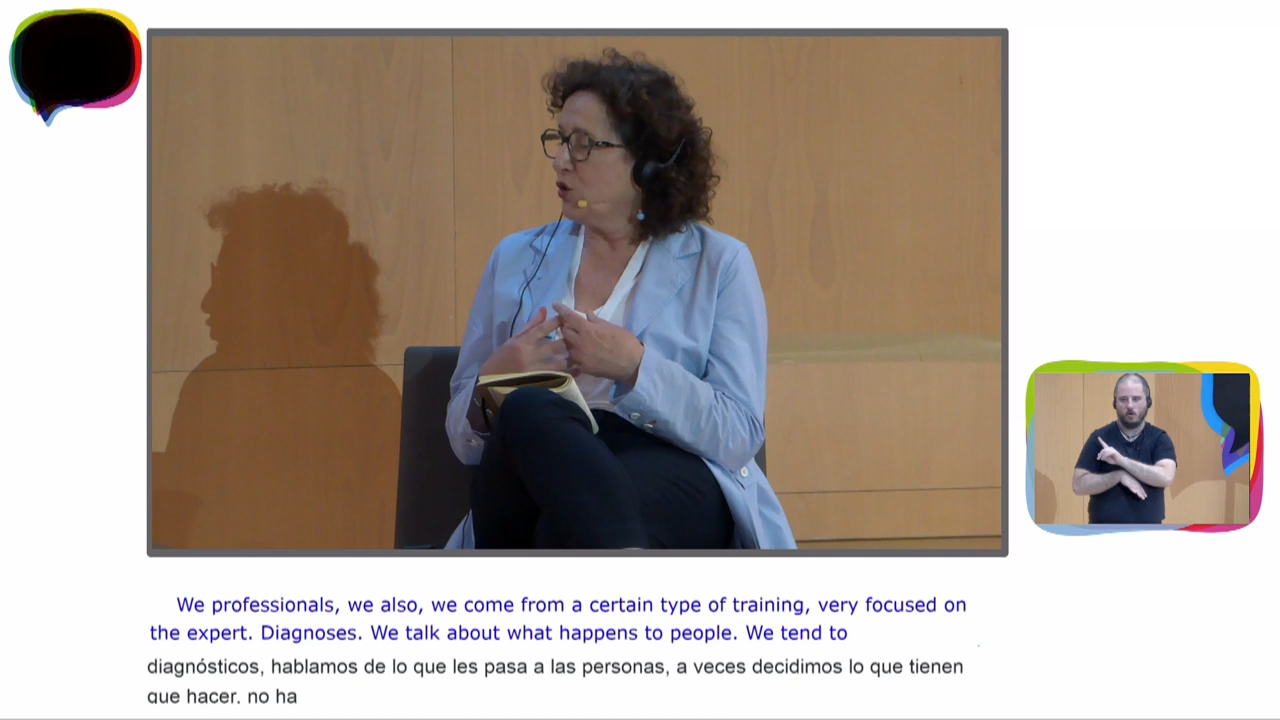 We professionals, we also, we come from a certain type of training, very focused on
the expert. Diagnoses. We talk about what happens to people. We tend to
diagnósticos, hablamos de lo que les pasa a las personas, a veces decidimos lo que tienen
que hacer. no ha